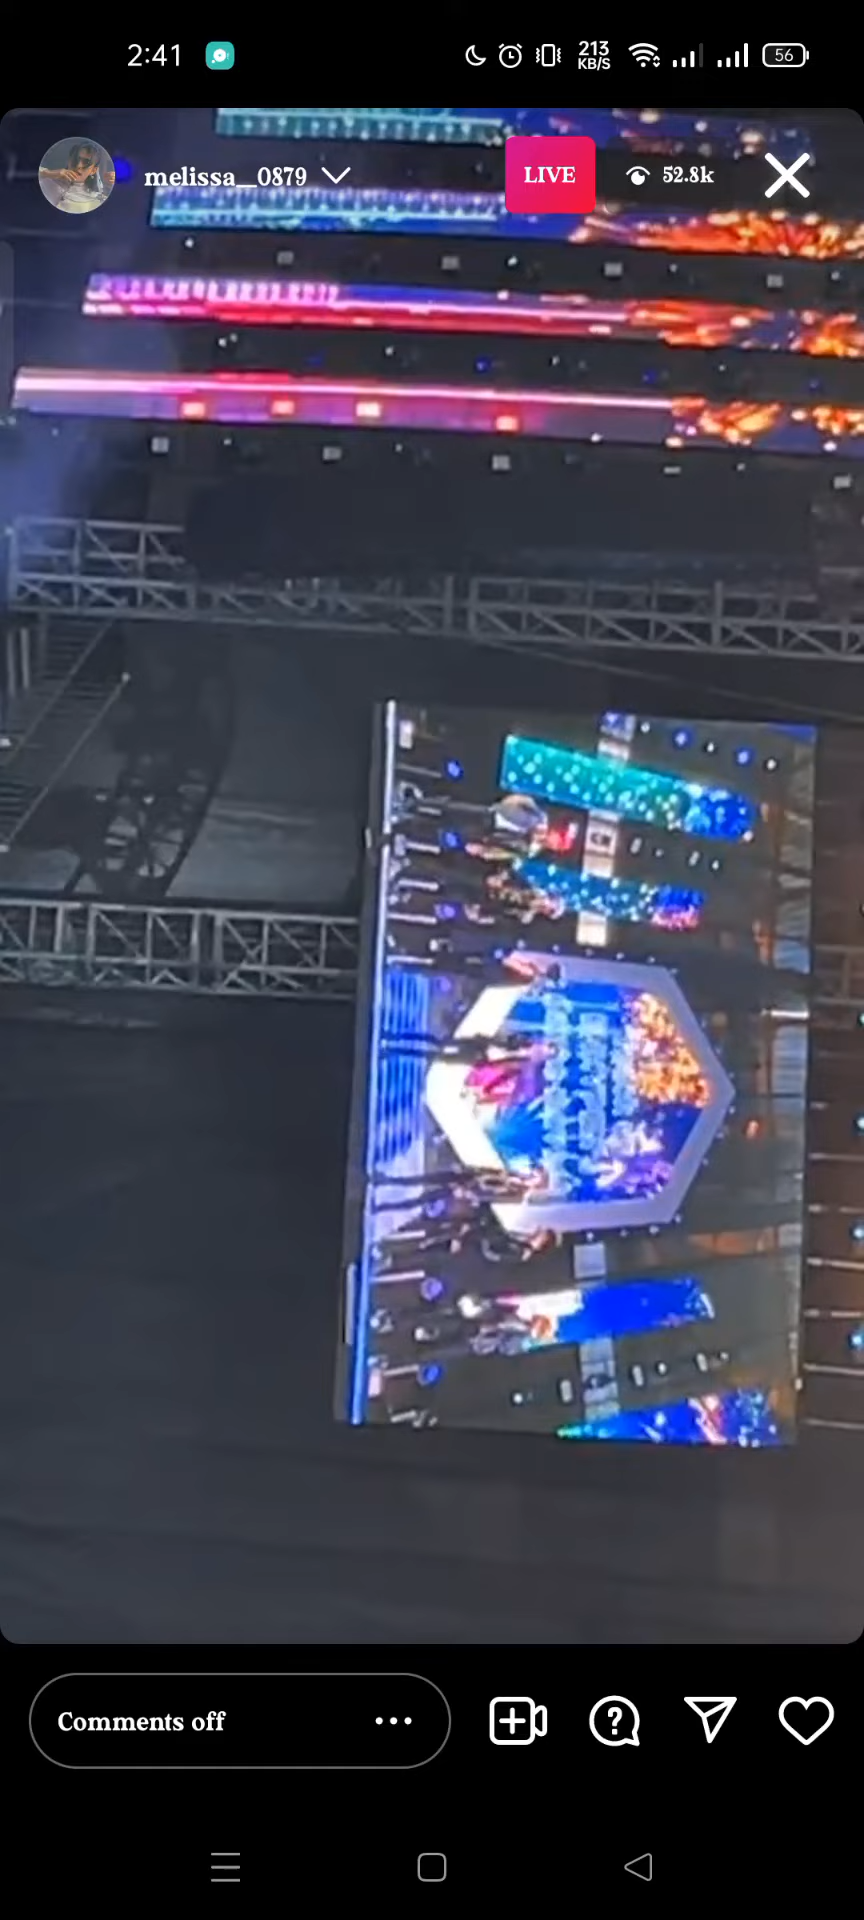 2:41
213
KB/S
56
melissa__0879
LIVE
52.8k
Comments off